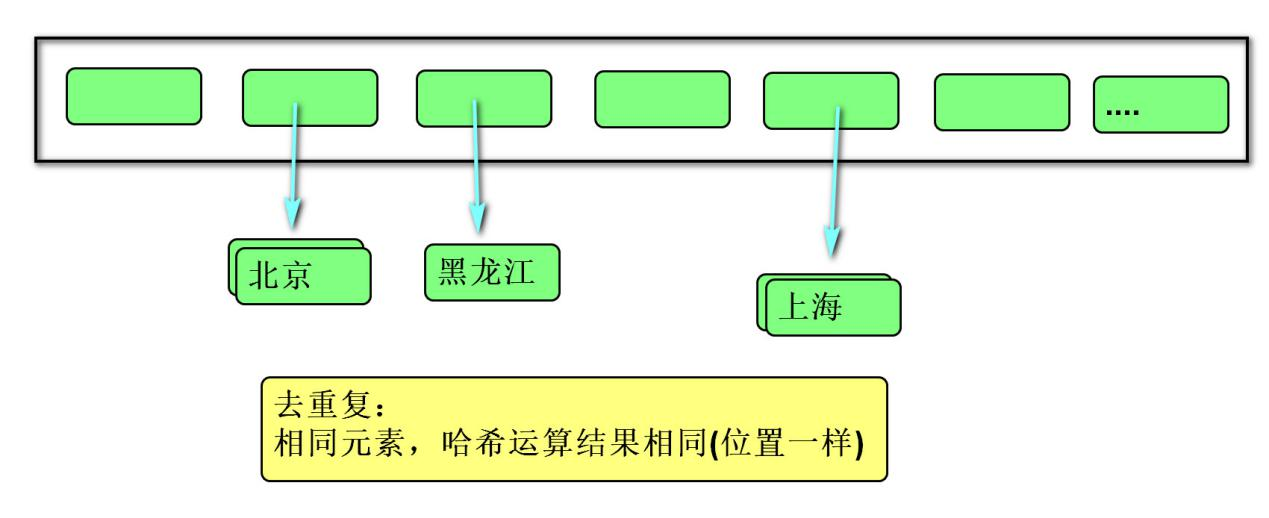 ....
北京
黑龙江
上海
去重复：
相同元素，哈希运算结果相同(位置一样)